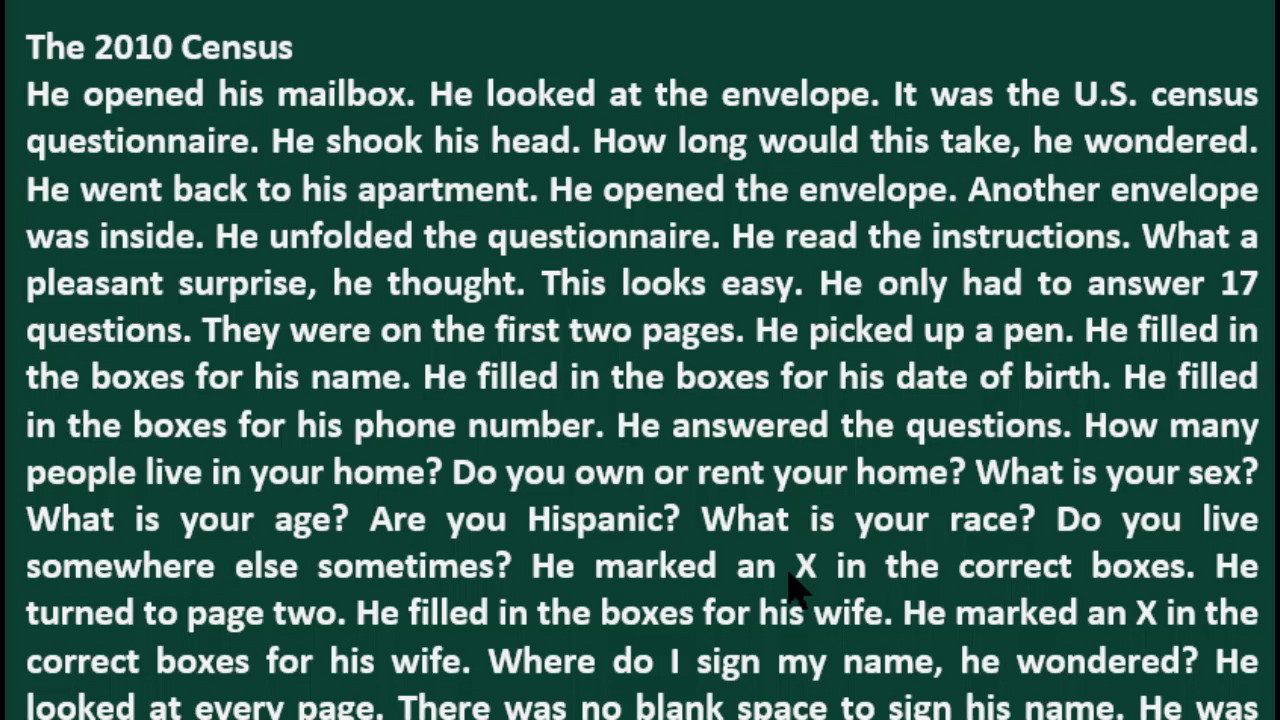 The 2010 Census
He opened his mailbox. He looked at the envelope. It was the U.S. census
questionnaire. He shook his head. How long would this take, he wondered.
He went back to his apartment. He opened the envelope. Another envelope
was inside. He unfolded the questionnaire. He read the instructions. What a
pleasant surprise, he thought. This looks easy. He only had to answer 17
questions. They were on the first two pages. He picked up a pen. He filled in
the boxes for his name. He filled in the boxes for his date of birth. He filled
in the boxes for his phone number. He answered the questions. How many
people live in your home? Do you own or rent your home? What is your sex?
What is your age? Are you Hispanic? What is your race? Do you live
somewhere else sometimes? He marked an X in the correct boxes. He
turned to page two. He filled in the boxes for his wife. He marked an X in the
correct boxes for his wife. Where do I sign my name, he wondered? He
looked at every page. There was no blank space to sign his name. He was